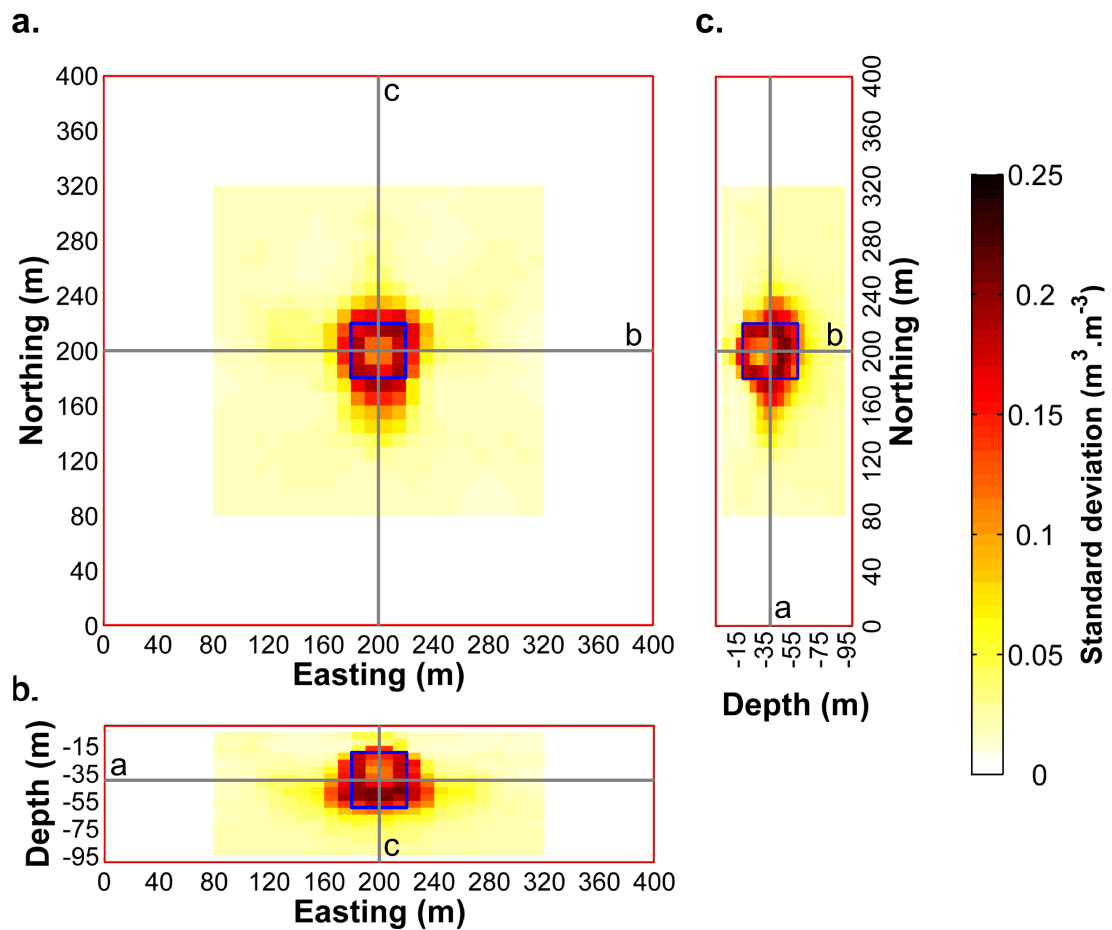 a.
400
360
320
280
240
200
160
120
80
40
0
Northing (m)
c
b
0 40 80 120 160 200 240 280 320 360 400
Easting (m)
c.
400
360
320
280
240
200
160
120
80
40
0
Northing (m)
b
a
-15 -35 -55 -75 -95
Depth (m)
0.25
0.2
0.15
0.1
0.05
0
Standard deviation (m³.m⁻³)
b.
-15
-35
-55
-75
-95
Depth (m)
a
c
0 40 80 120 160 200 240 280 320 360 400
Easting (m)